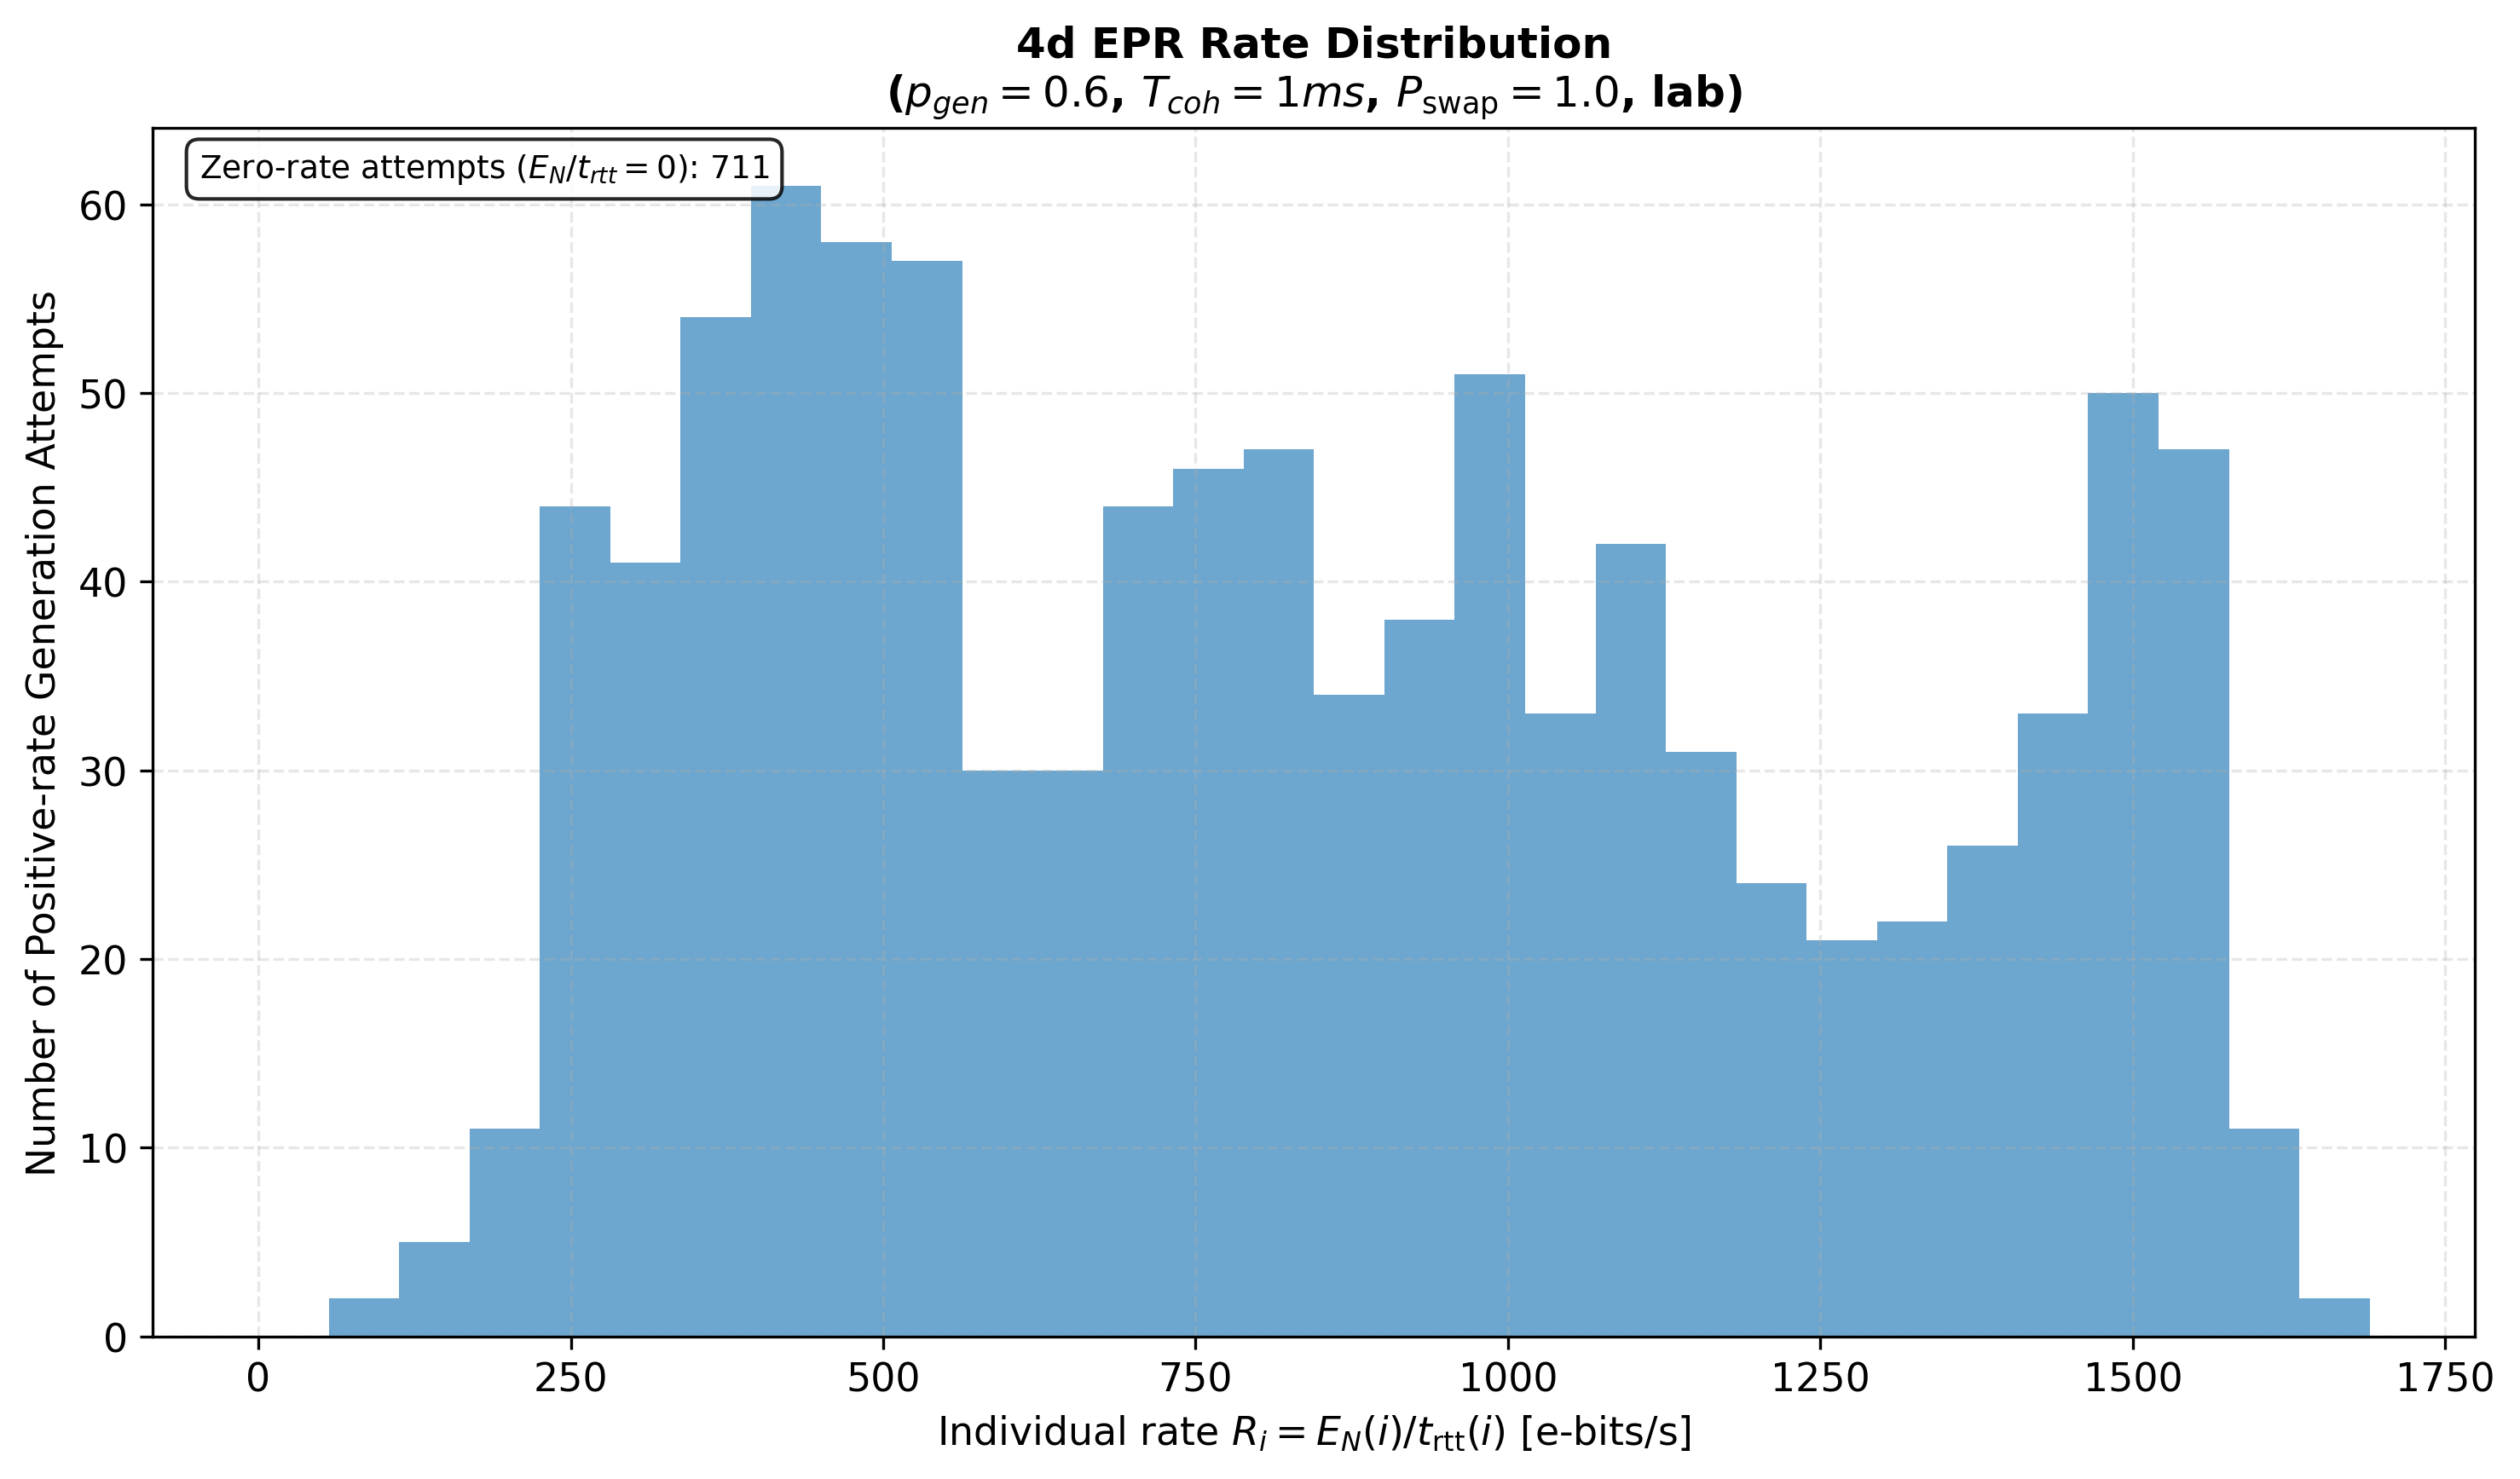 4d EPR Rate Distribution
(p_gen = 0.6, T_coh = 1ms, P_swap = 1.0, lab)
Zero-rate attempts (E_N/t_rtt = 0): 711
Number of Positive-rate Generation Attempts
60
50
40
30
20
10
0
0 250 500 750 1000 1250 1500 1750
Individual rate R_i = E_N(i)/t_rtt(i) [e-bits/s]